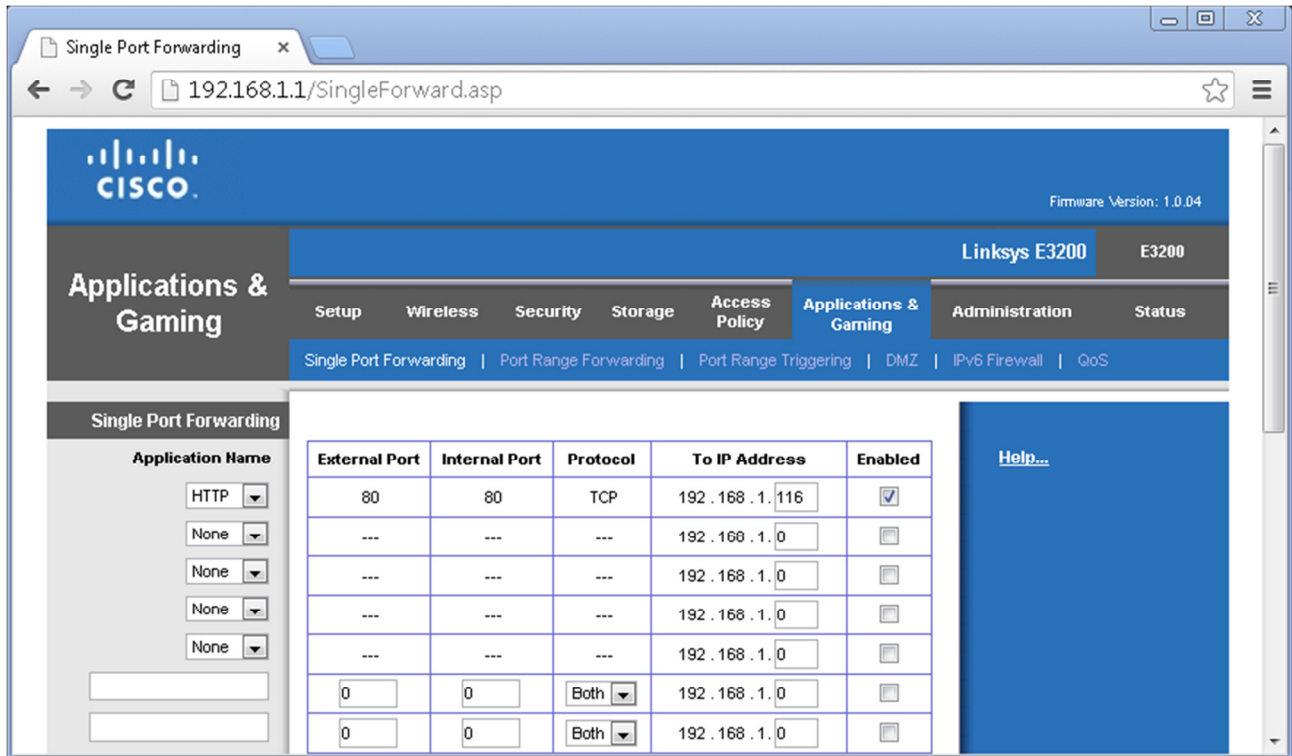 Single Port Forwarding
192.168.1.1/SingleForward.asp
CISCO.
Firmware Version: 1.0.04
Linksys E3200 E3200
Applications & Gaming
Setup Wireless Security Storage Access Policy Applications & Gaming Administration Status
Single Port Forwarding | Port Range Forwarding | Port Range Triggering | DMZ | IPv6 Firewall | QoS
Single Port Forwarding
Application Name External Port Internal Port Protocol To IP Address Enabled
Help...
HTTP 80 80 TCP 192 . 168 . 1. 116
None --- --- --- 192 . 168 . 1. 0
None --- --- --- 192 . 168 . 1. 0
None --- --- --- 192 . 168 . 1. 0
None --- --- --- 192 . 168 . 1. 0
0 0 Both 192 . 168 . 1. 0
0 0 Both 192 . 168 . 1. 0